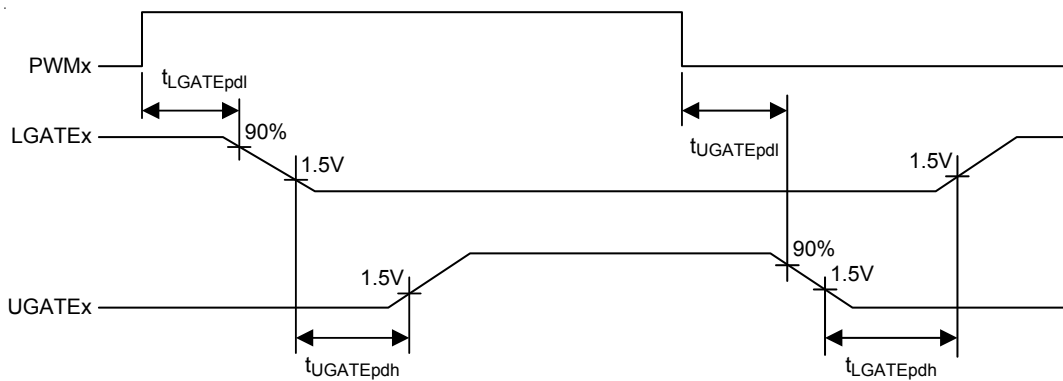 PWMx
tLGATEpdl
LGATEx
90%
1.5V
tUGATEpdl
1.5V
90%
1.5V
1.5V
UGATEx
tUGATEpdh
tLGATEpdh